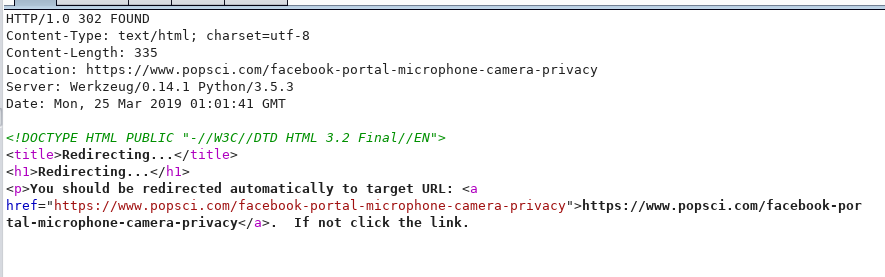 HTTP/1.0 302 FOUND
Content-Type: text/html; charset=utf-8
Content-Length: 335
Location: https://www.popsci.com/facebook-portal-microphone-camera-privacy
Server: Werkzeug/0.14.1 Python/3.5.3
Date: Mon, 25 Mar 2019 01:01:41 GMT

<!DOCTYPE HTML PUBLIC "-//W3C//DTD HTML 3.2 Final//EN">
<title>Redirecting...</title>
<h1>Redirecting...</h1>
<p>You should be redirected automatically to target URL: <a
href="https://www.popsci.com/facebook-portal-microphone-camera-privacy">https://www.popsci.com/facebook-por
tal-microphone-camera-privacy</a>.  If not click the link.